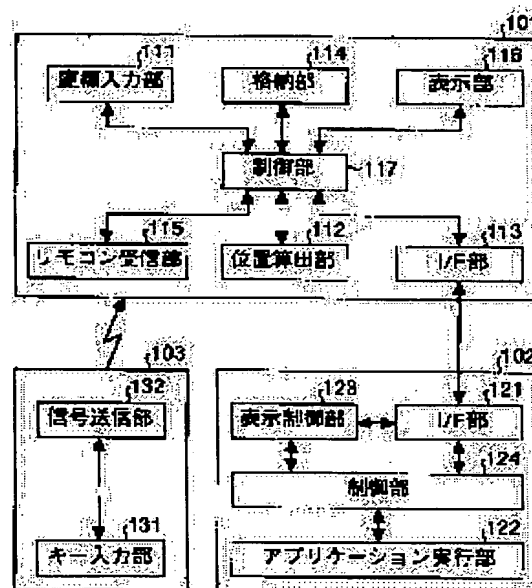 101
111
114
116
座標入力部
格納部
表示部
制御部
117
115
112
113
リモコン受信部
位置算出部
I/F部
103
102
132
123
121
信号送信部
表示制御部
I/F部
124
制御部
131
122
キー入力部
アプリケーション実行部